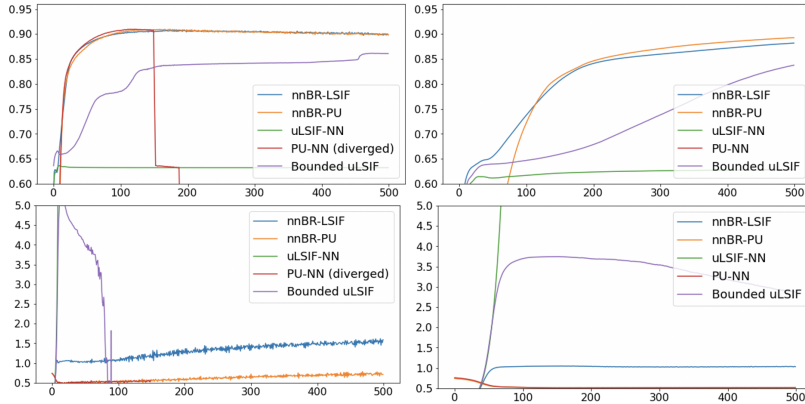 0.95
0.90
0.85
0.80
0.75
0.70
0.65
0.60
0 100 200 300 400 500
nnBR-LSIF
nnBR-PU
uLSIF-NN
PU-NN (diverged)
Bounded uLSIF
0.95
0.90
0.85
0.80
0.75
0.70
0.65
0.60
0 100 200 300 400 500
nnBR-LSIF
nnBR-PU
uLSIF-NN
PU-NN
Bounded uLSIF
5.0
4.5
4.0
3.5
3.0
2.5
2.0
1.5
1.0
0.5
0 100 200 300 400 500
nnBR-LSIF
nnBR-PU
uLSIF-NN
PU-NN (diverged)
Bounded uLSIF
5.0
4.5
4.0
3.5
3.0
2.5
2.0
1.5
1.0
0.5
0 100 200 300 400 500
nnBR-LSIF
nnBR-PU
uLSIF-NN
PU-NN
Bounded uLSIF